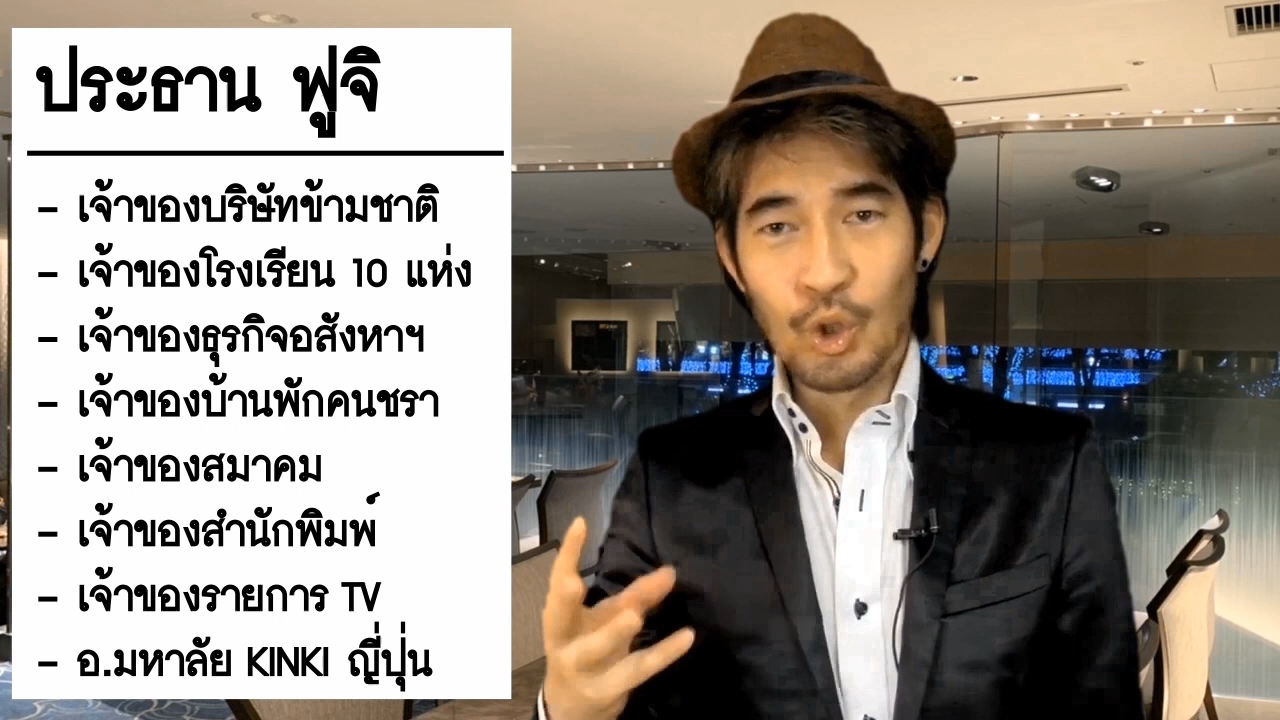 ประธาน ฟูจิ
- เจ้าของบริษัทข้ามชาติ
- เจ้าของโรงเรียน 10 แห่ง
- เจ้าของธุรกิจอสังหาฯ
- เจ้าของบ้านพักคนชรา
- เจ้าของสมาคม
- เจ้าของสำนักพิมพ์
- เจ้าของรายการ TV
- อ.มหาลัย KINKI ญี่ปุ่น